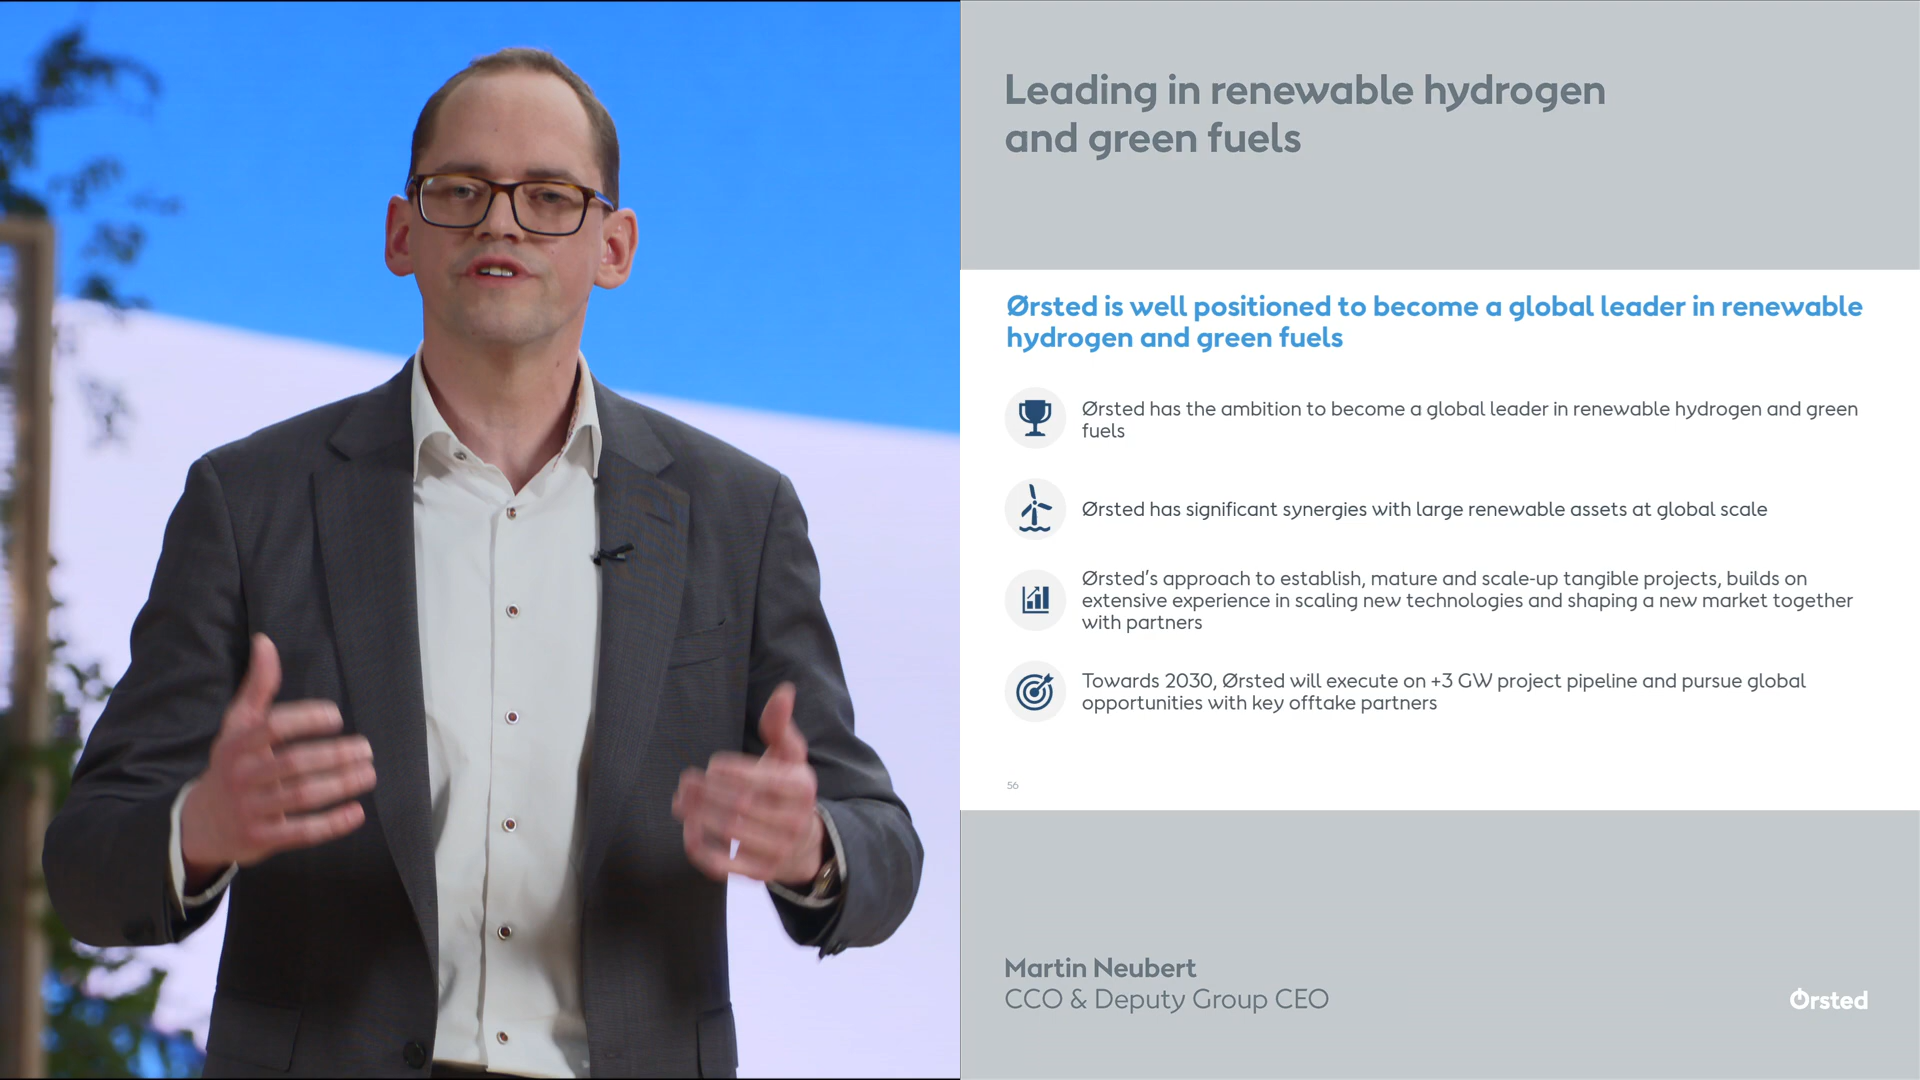 Leading in renewable hydrogen
and green fuels
Ørsted is well positioned to become a global leader in renewable
hydrogen and green fuels
Ørsted has the ambition to become a global leader in renewable hydrogen and green
fuels
Ørsted has significant synergies with large renewable assets at global scale
Ørsted's approach to establish, mature and scale-up tangible projects, builds on
extensive experience in scaling new technologies and shaping a new market together
with partners
Towards 2030, Ørsted will execute on +3 GW project pipeline and pursue global
opportunities with key offtake partners
56
Martin Neubert
CCO & Deputy Group CEO
Ørsted